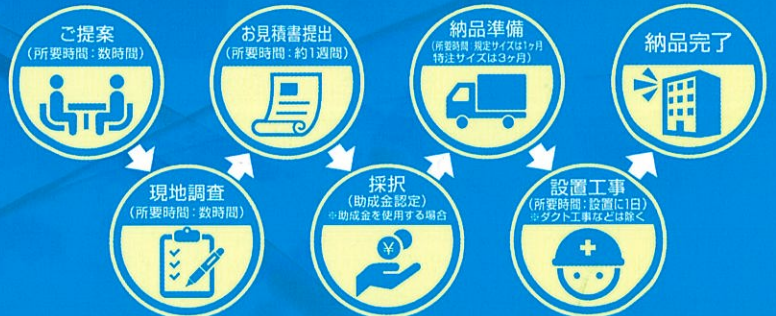 ご提案
(所要時間:数時間)
現地調査
(所要時間:数時間)
お見積書提出
(所要時間:約1週間)
採択
(助成金認定)
※助成金を使用する場合
¥
納品準備
(所要時間:規定サイズは1ヶ月
特注サイズは3ヶ月)
設置工事
(所要時間:設置に1日)
※ダクト工事などは除く
納品完了